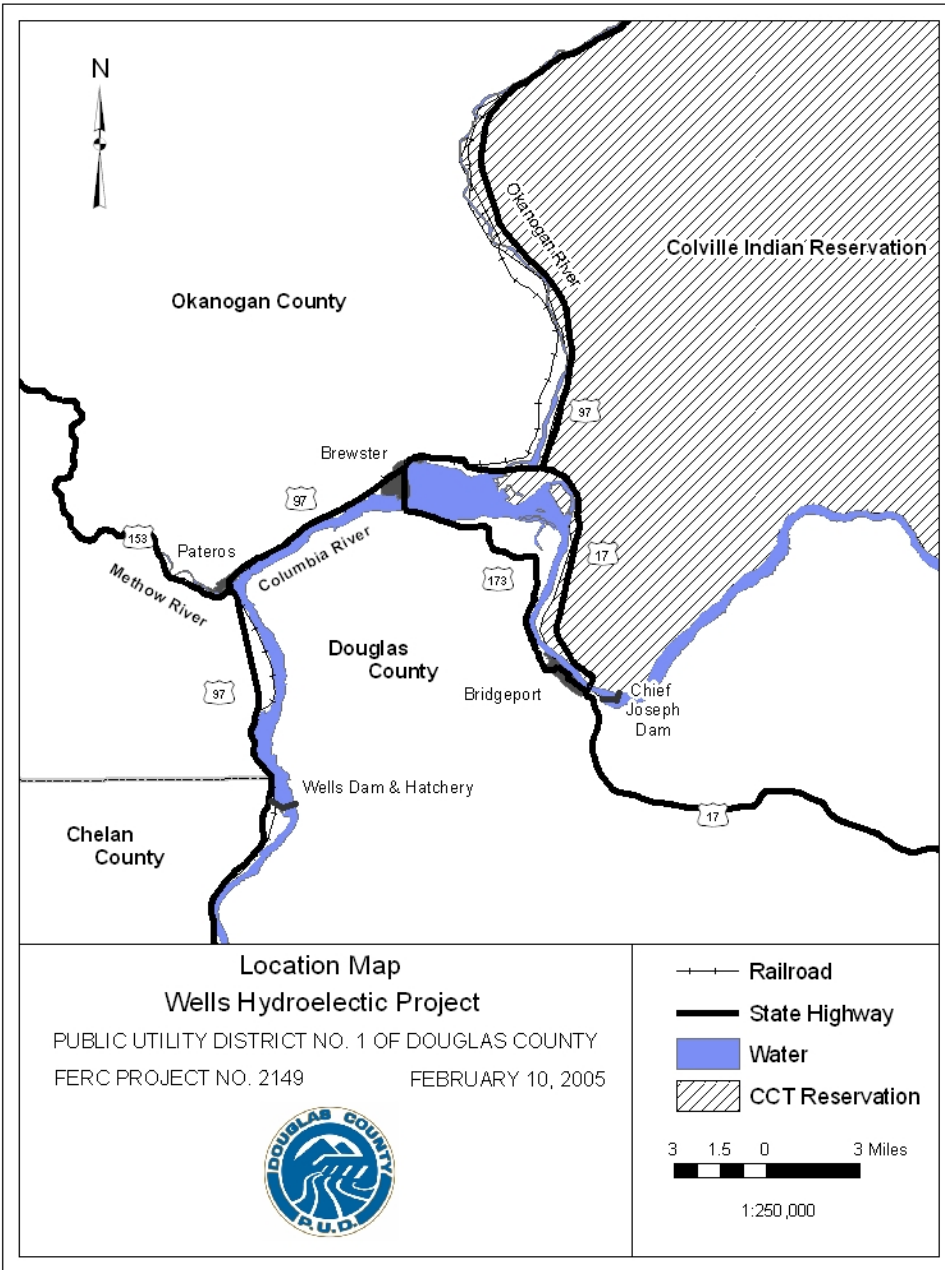 N
Okanogan River
Colville Indian Reservation
Okanogan County
97
Brewster
97
153
Pateros
Columbia River
Methow River
17
173
Douglas
County
97
Bridgeport
Chief
Joseph
Dam
Wells Dam & Hatchery
17
Chelan
County
Location Map
Wells Hydroelectic Project
PUBLIC UTILITY DISTRICT NO. 1 OF DOUGLAS COUNTY
FERC PROJECT NO. 2149 FEBRUARY 10, 2005
DOUGLAS COUNTY
P.U.D.
Railroad
State Highway
Water
CCT Reservation
3 1.5 0 3 Miles
1:250,000